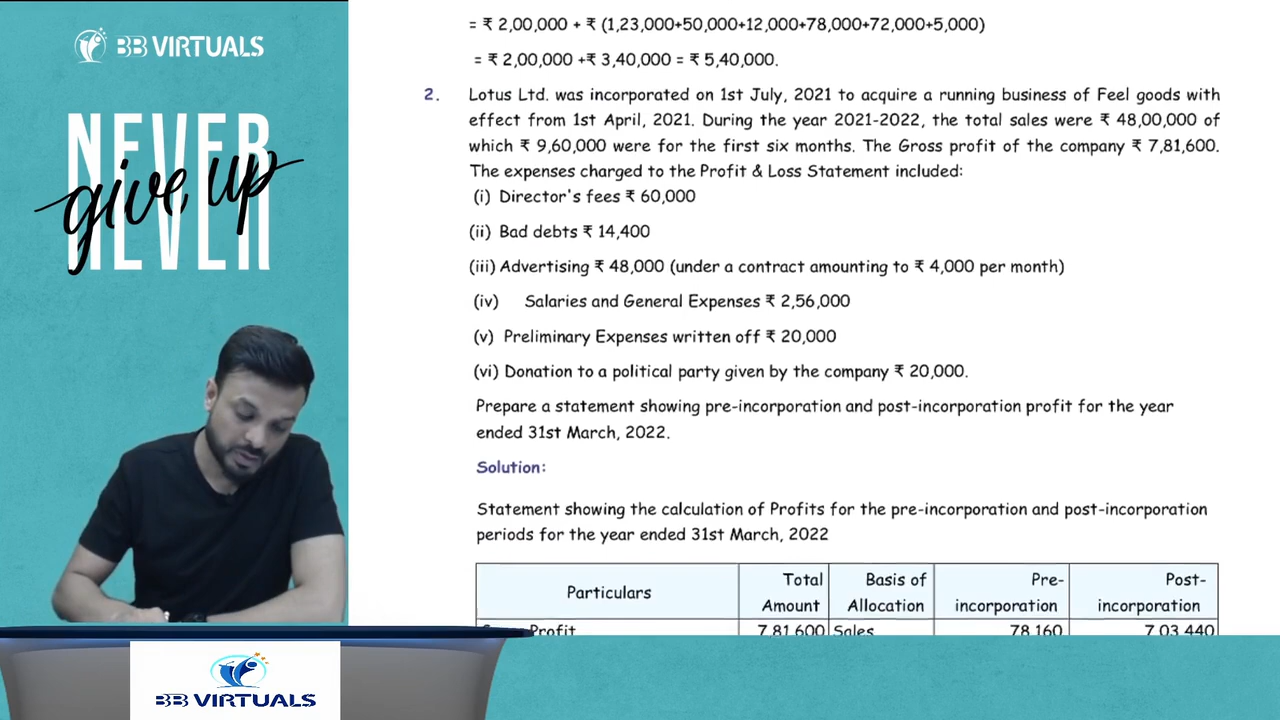 BB VIRTUALS
NEVER
give up
NEVER
= ₹ 2,00,000 + ₹ (1,23,000+50,000+12,000+78,000+72,000+5,000)
= ₹ 2,00,000 +₹ 3,40,000 = ₹ 5,40,000.
2. Lotus Ltd. was incorporated on 1st July, 2021 to acquire a running business of Feel goods with
effect from 1st April, 2021. During the year 2021-2022, the total sales were ₹ 48,00,000 of
which ₹ 9,60,000 were for the first six months. The Gross profit of the company ₹ 7,81,600.
The expenses charged to the Profit & Loss Statement included:
(i) Director's fees ₹ 60,000
(ii) Bad debts ₹ 14,400
(iii) Advertising ₹ 48,000 (under a contract amounting to ₹ 4,000 per month)
(iv) Salaries and General Expenses ₹ 2,56,000
(v) Preliminary Expenses written off ₹ 20,000
(vi) Donation to a political party given by the company ₹ 20,000.
Prepare a statement showing pre-incorporation and post-incorporation profit for the year
ended 31st March, 2022.
Solution:
Statement showing the calculation of Profits for the pre-incorporation and post-incorporation
periods for the year ended 31st March, 2022
Particulars Total Amount Basis of Allocation Pre-incorporation Post-incorporation
Profit 7,81,600 Sales 78,160 7,03,440
BB VIRTUALS